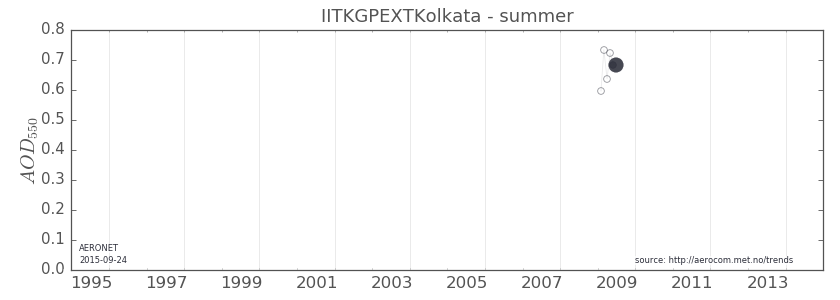 IITKGPEXTKolkata - summer
0.8
0.7
0.6
0.5
0.4
0.3
0.2
0.1
0.0
AOD550
AERONET
2015-09-24
source: http://aerocom.met.no/trends
1995 1997 1999 2001 2003 2005 2007 2009 2011 2013